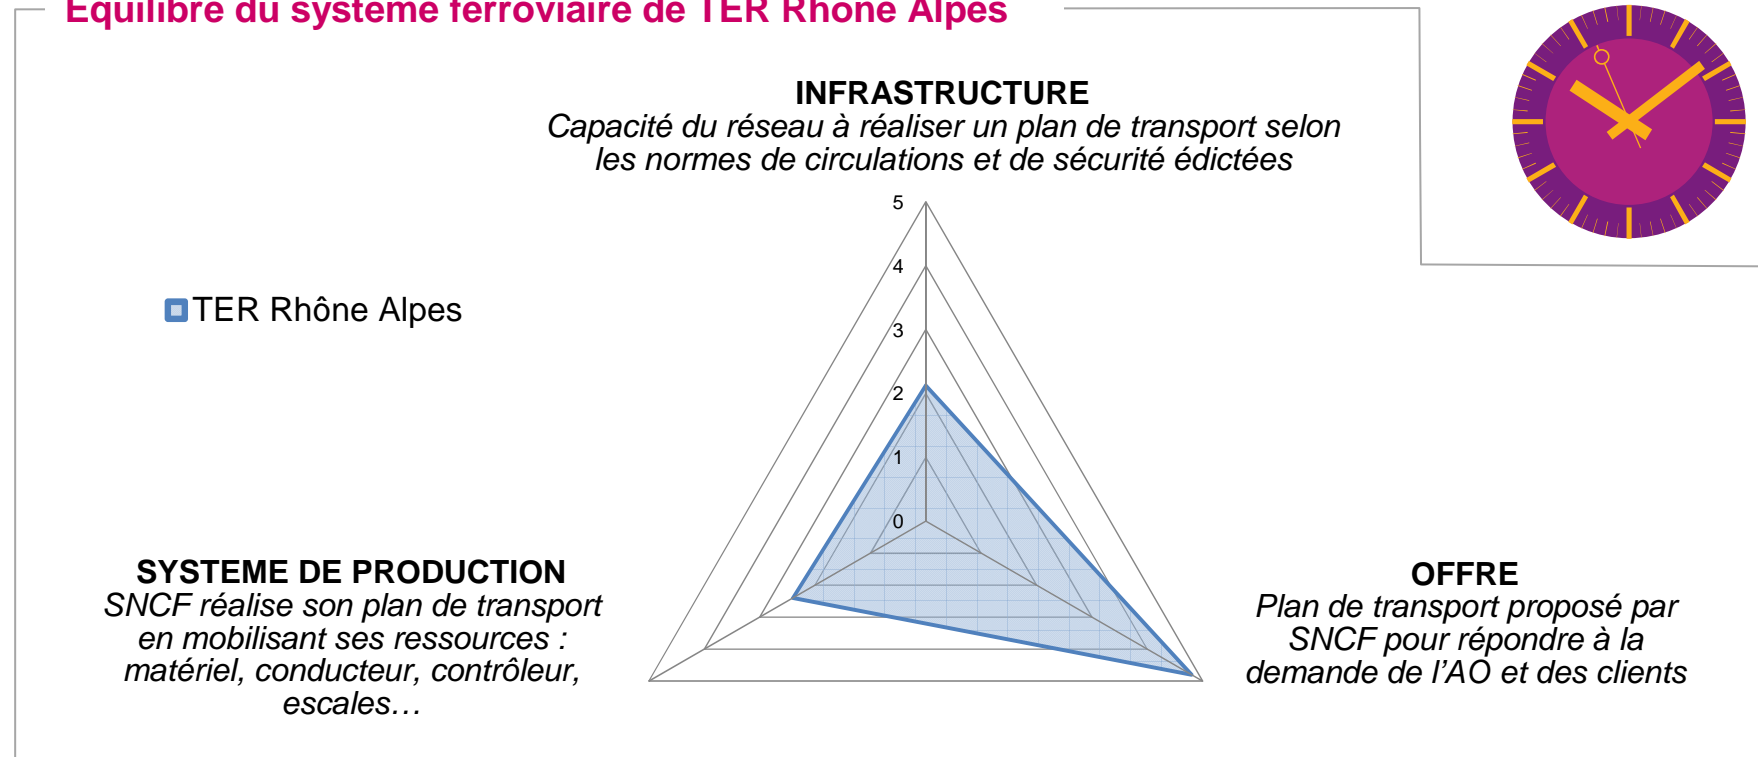 Equilibre du système ferroviaire de TER Rhône Alpes
INFRASTRUCTURE
Capacité du réseau à réaliser un plan de transport selon
les normes de circulations et de sécurité édictées
5
4
3
2
1
0
TER Rhône Alpes
SYSTEME DE PRODUCTION
SNCF réalise son plan de transport
en mobilisant ses ressources :
matériel, conducteur, contrôleur,
escales…
OFFRE
Plan de transport proposé par
SNCF pour répondre à la
demande de l’AO et des clients